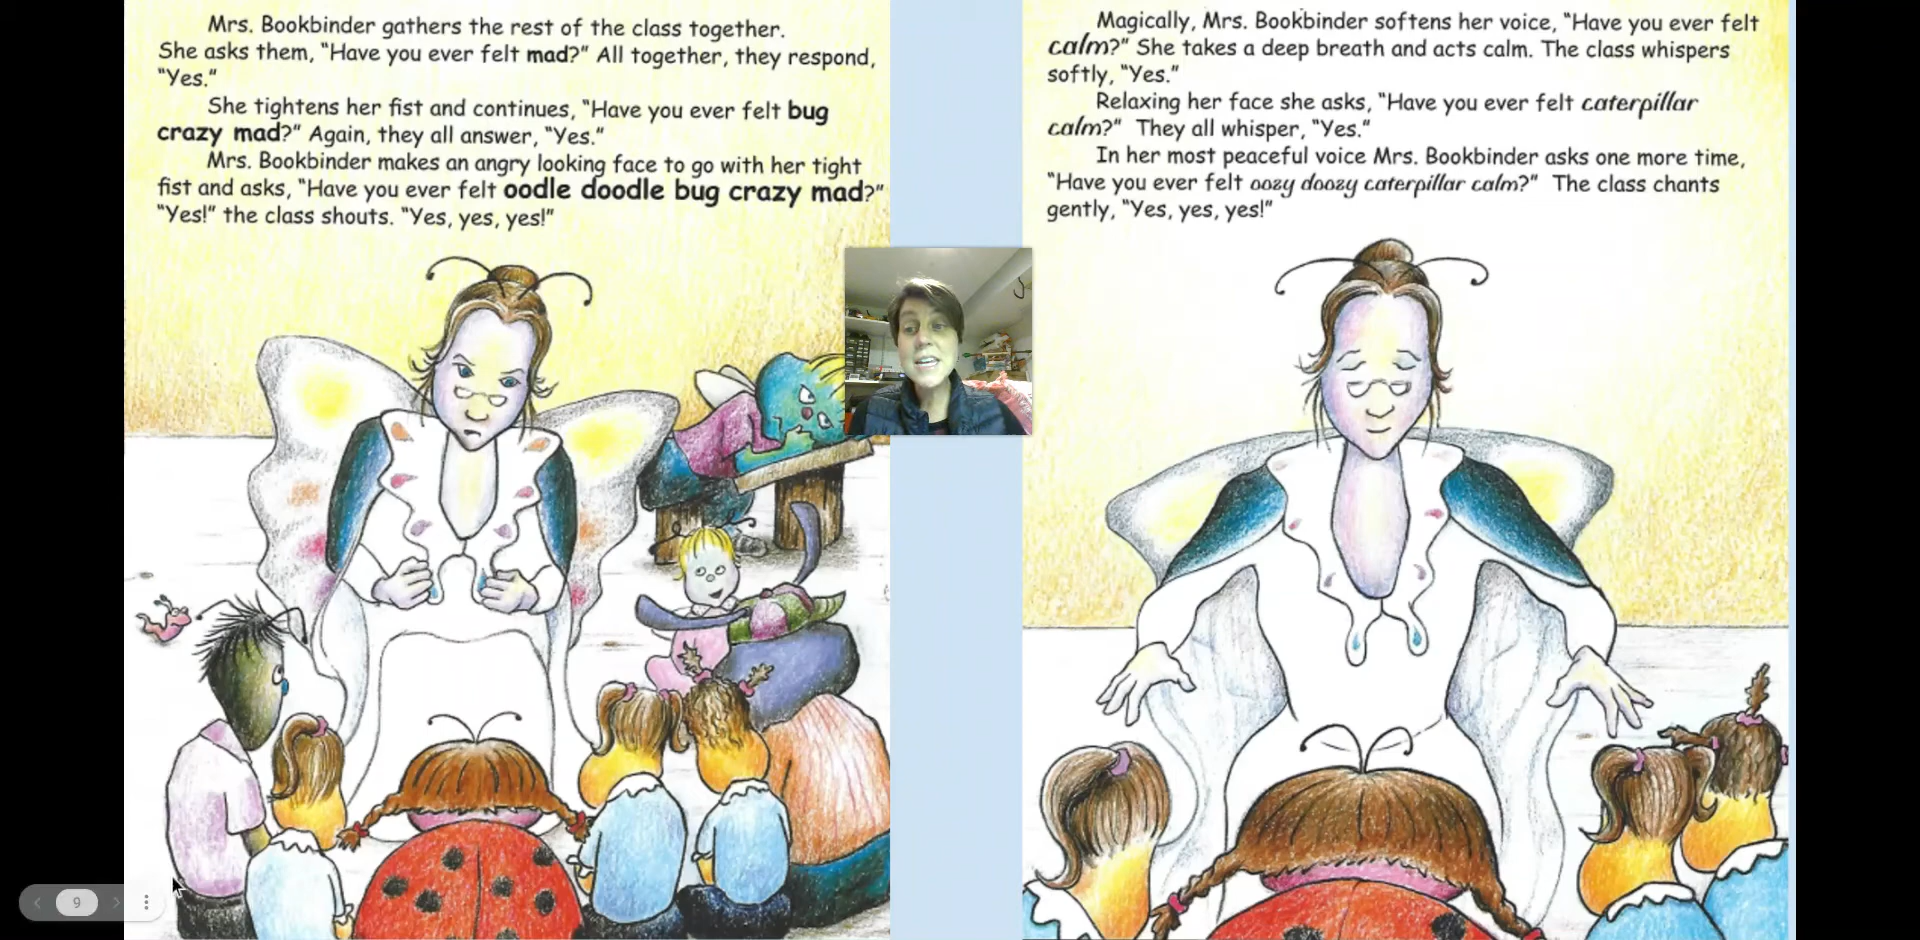 Mrs. Bookbinder gathers the rest of the class together.
She asks them, “Have you ever felt mad?” All together, they respond,
“Yes.”
She tightens her fist and continues, “Have you ever felt bug
crazy mad?” Again, they all answer, “Yes.”
Mrs. Bookbinder makes an angry looking face to go with her tight
fist and asks, “Have you ever felt oodle doodle bug crazy mad?”
“Yes!” the class shouts. “Yes, yes, yes!”
Magically, Mrs. Bookbinder softens her voice, “Have you ever felt
calm?” She takes a deep breath and acts calm. The class whispers
softly, “Yes.”
Relaxing her face she asks, “Have you ever felt caterpillar
calm?” They all whisper, “Yes.”
In her most peaceful voice Mrs. Bookbinder asks one more time,
“Have you ever felt oozy doozy caterpillar calm?” The class chants
gently, “Yes, yes, yes!”
9